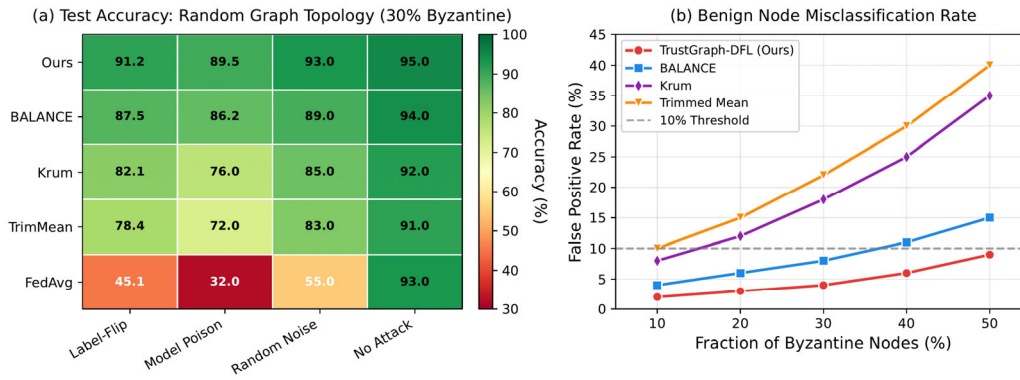 (a) Test Accuracy: Random Graph Topology (30% Byzantine)
Ours 91.2 89.5 93.0 95.0
BALANCE 87.5 86.2 89.0 94.0
Krum 82.1 76.0 85.0 92.0
TrimMean 78.4 72.0 83.0 91.0
FedAvg 45.1 32.0 55.0 93.0
Label-Flip Model Poison Random Noise No Attack
100
90
80
70
60
50
40
30
Accuracy (%)
(b) Benign Node Misclassification Rate
False Positive Rate (%)
45
40
35
30
25
20
15
10
5
0
TrustGraph-DFL (Ours)
BALANCE
Krum
Trimmed Mean
10% Threshold
10 20 30 40 50
Fraction of Byzantine Nodes (%)